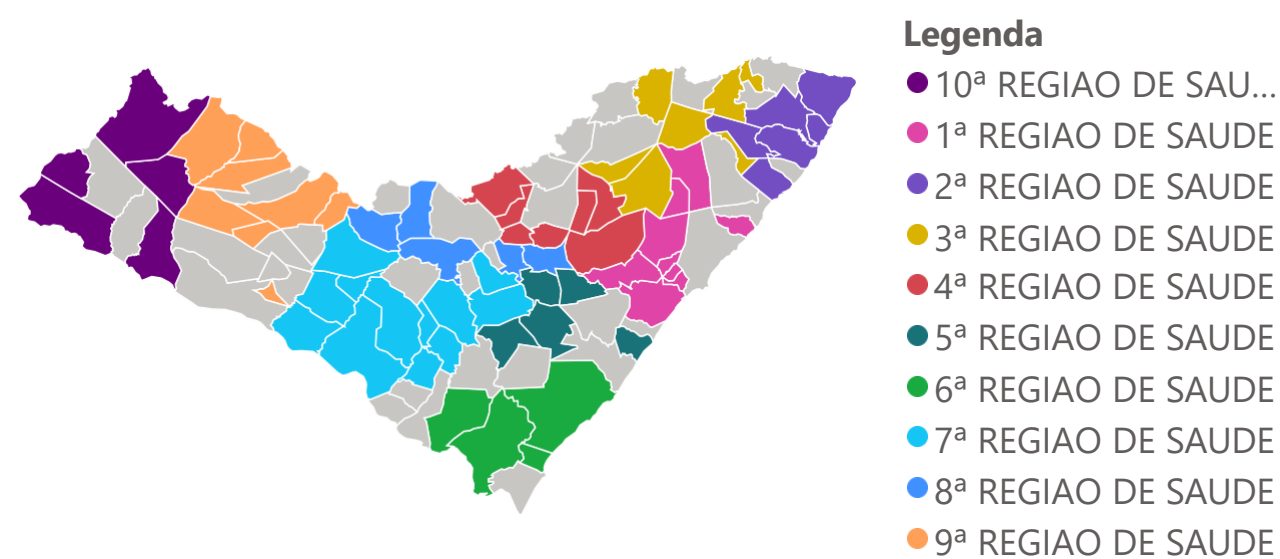 Legenda
10ª REGIAO DE SAU...
1ª REGIAO DE SAUDE
2ª REGIAO DE SAUDE
3ª REGIAO DE SAUDE
4ª REGIAO DE SAUDE
5ª REGIAO DE SAUDE
6ª REGIAO DE SAUDE
7ª REGIAO DE SAUDE
8ª REGIAO DE SAUDE
9ª REGIAO DE SAUDE